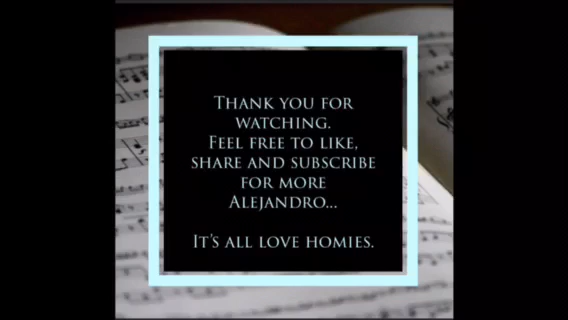 Thank you for
watching.
Feel free to like,
share and subscribe
for more
Alejandro...
It's all love homies.